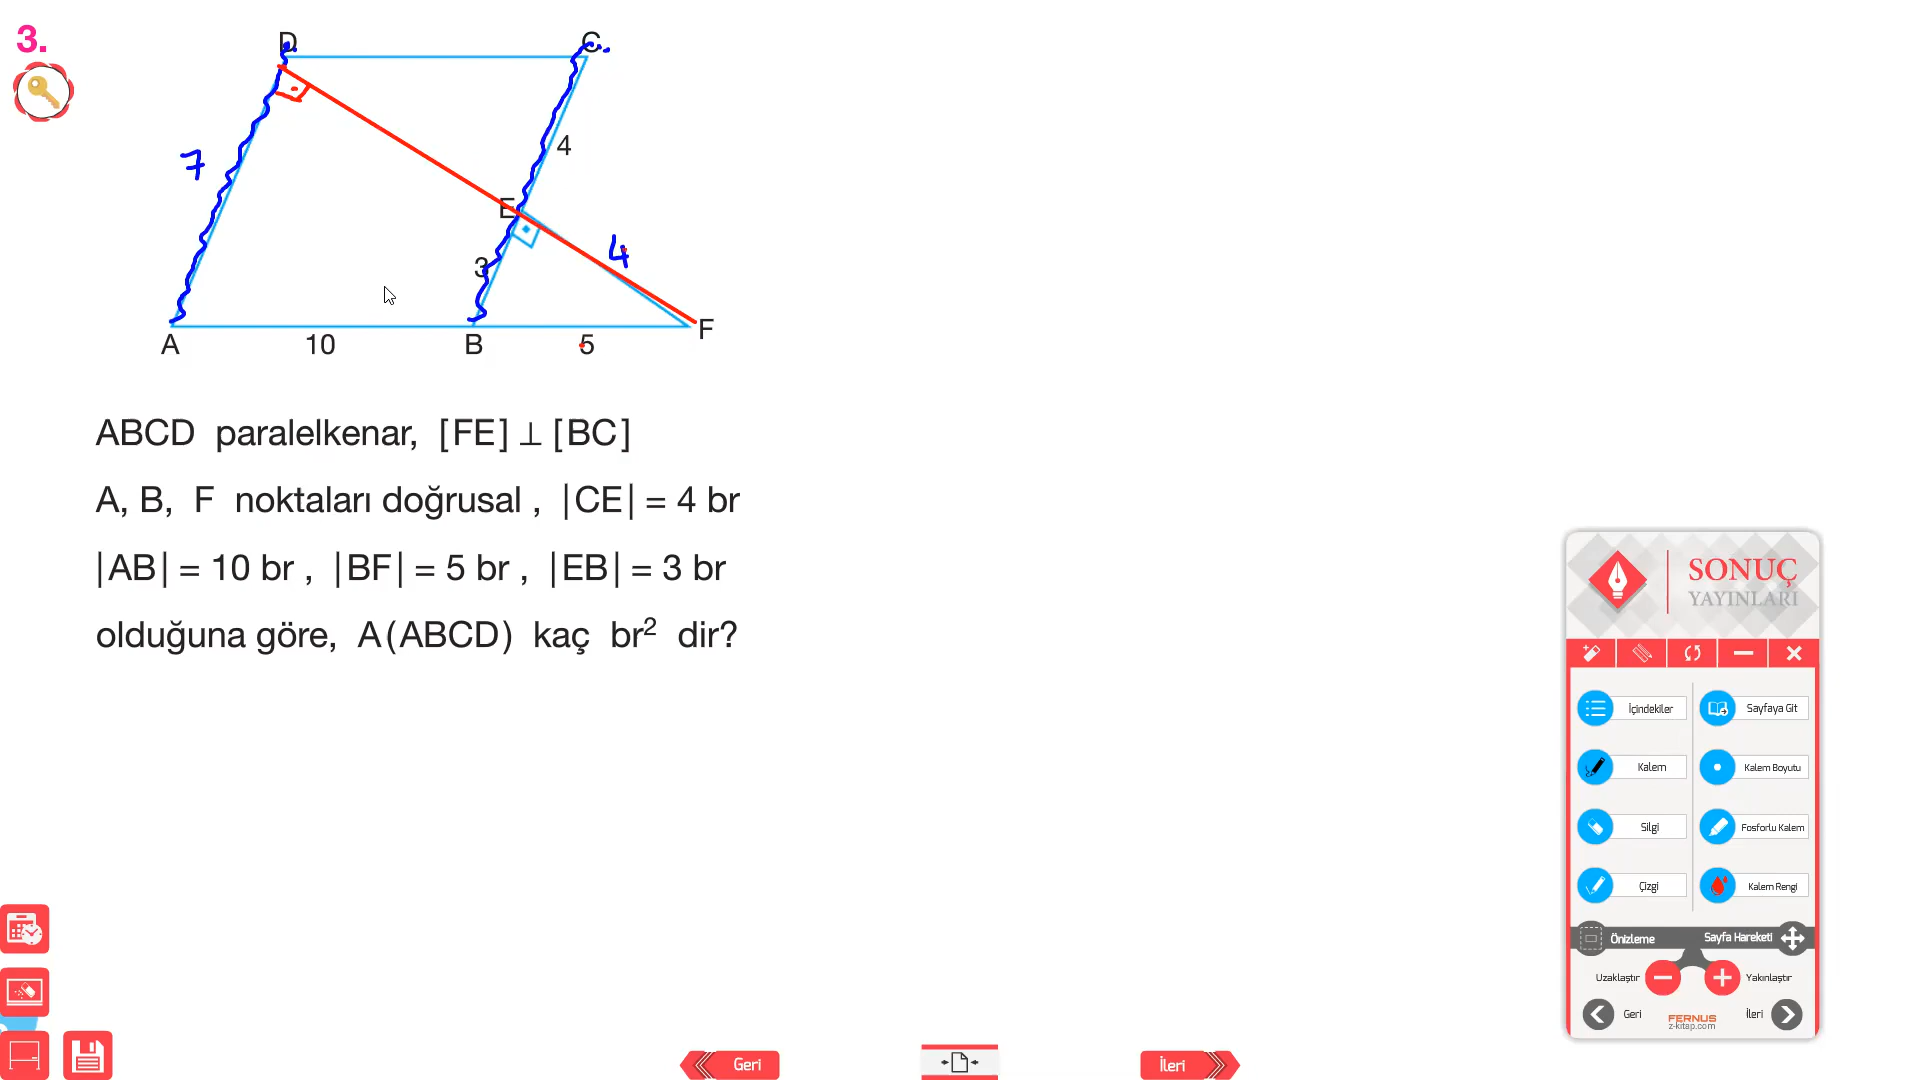 3.
D
C
7
4
E
4
3
A
10
B
5
F
ABCD paralelkenar, [FE] ⊥ [BC]
A, B, F noktaları doğrusal , |CE| = 4 br
|AB| = 10 br , |BF| = 5 br , |EB| = 3 br
olduğuna göre, A(ABCD) kaç br² dir?
SONUÇ
YAYINLARI
İçindekiler
Sayfaya Git
Kalem
Kalem Boyutu
Silgi
Fosforlu Kalem
Çizgi
Kalem Rengi
Önizleme
Sayfa Hareketi
Uzaklaştır
Yakınlaştır
Geri
FERNUS
z-kitap.com
İleri
Geri
İleri